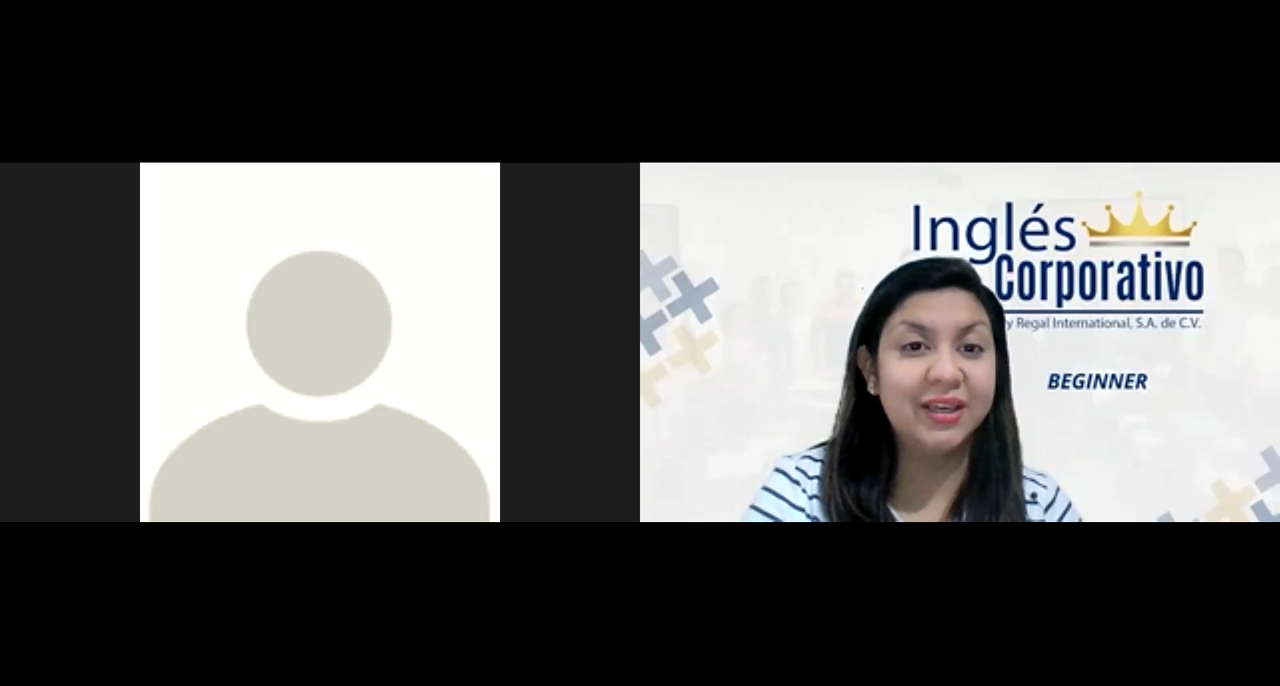 Inglés
Corporativo
y Regal International, S.A. de C.V.
BEGINNER